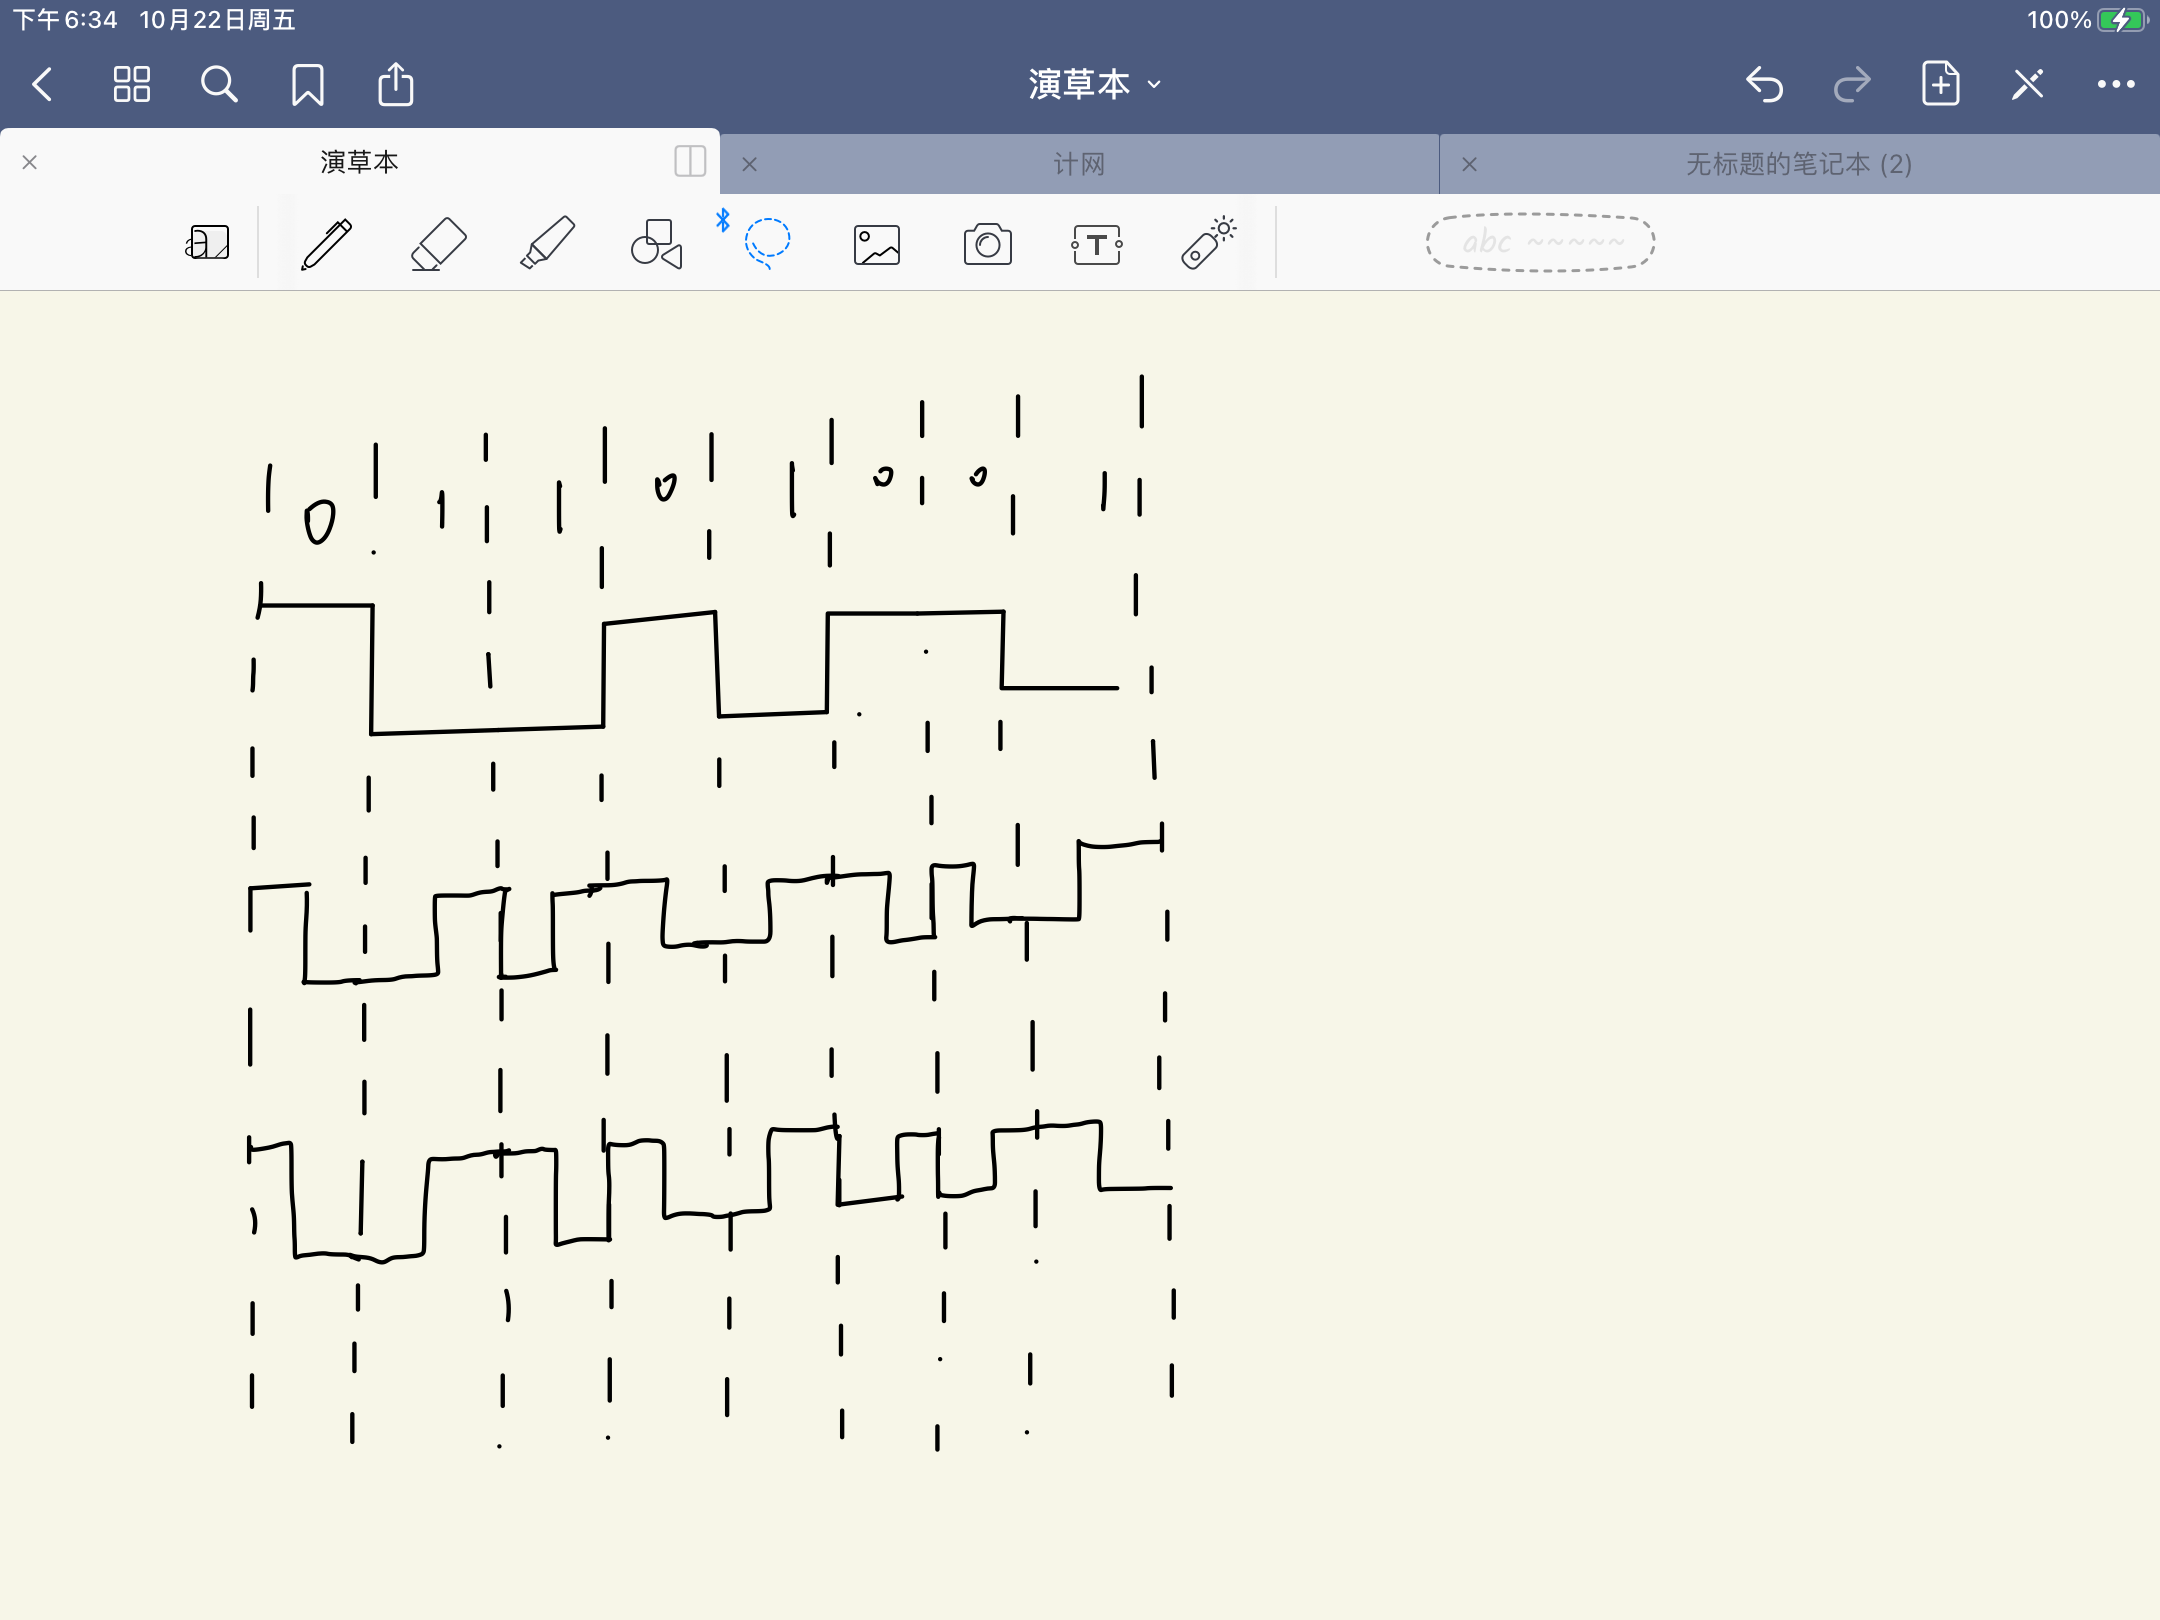 下午6:34 10月22日周五 100%
演草本
演草本 计网 无标题的笔记本 (2)
T abc
0 1 1 0 1 0 0 1